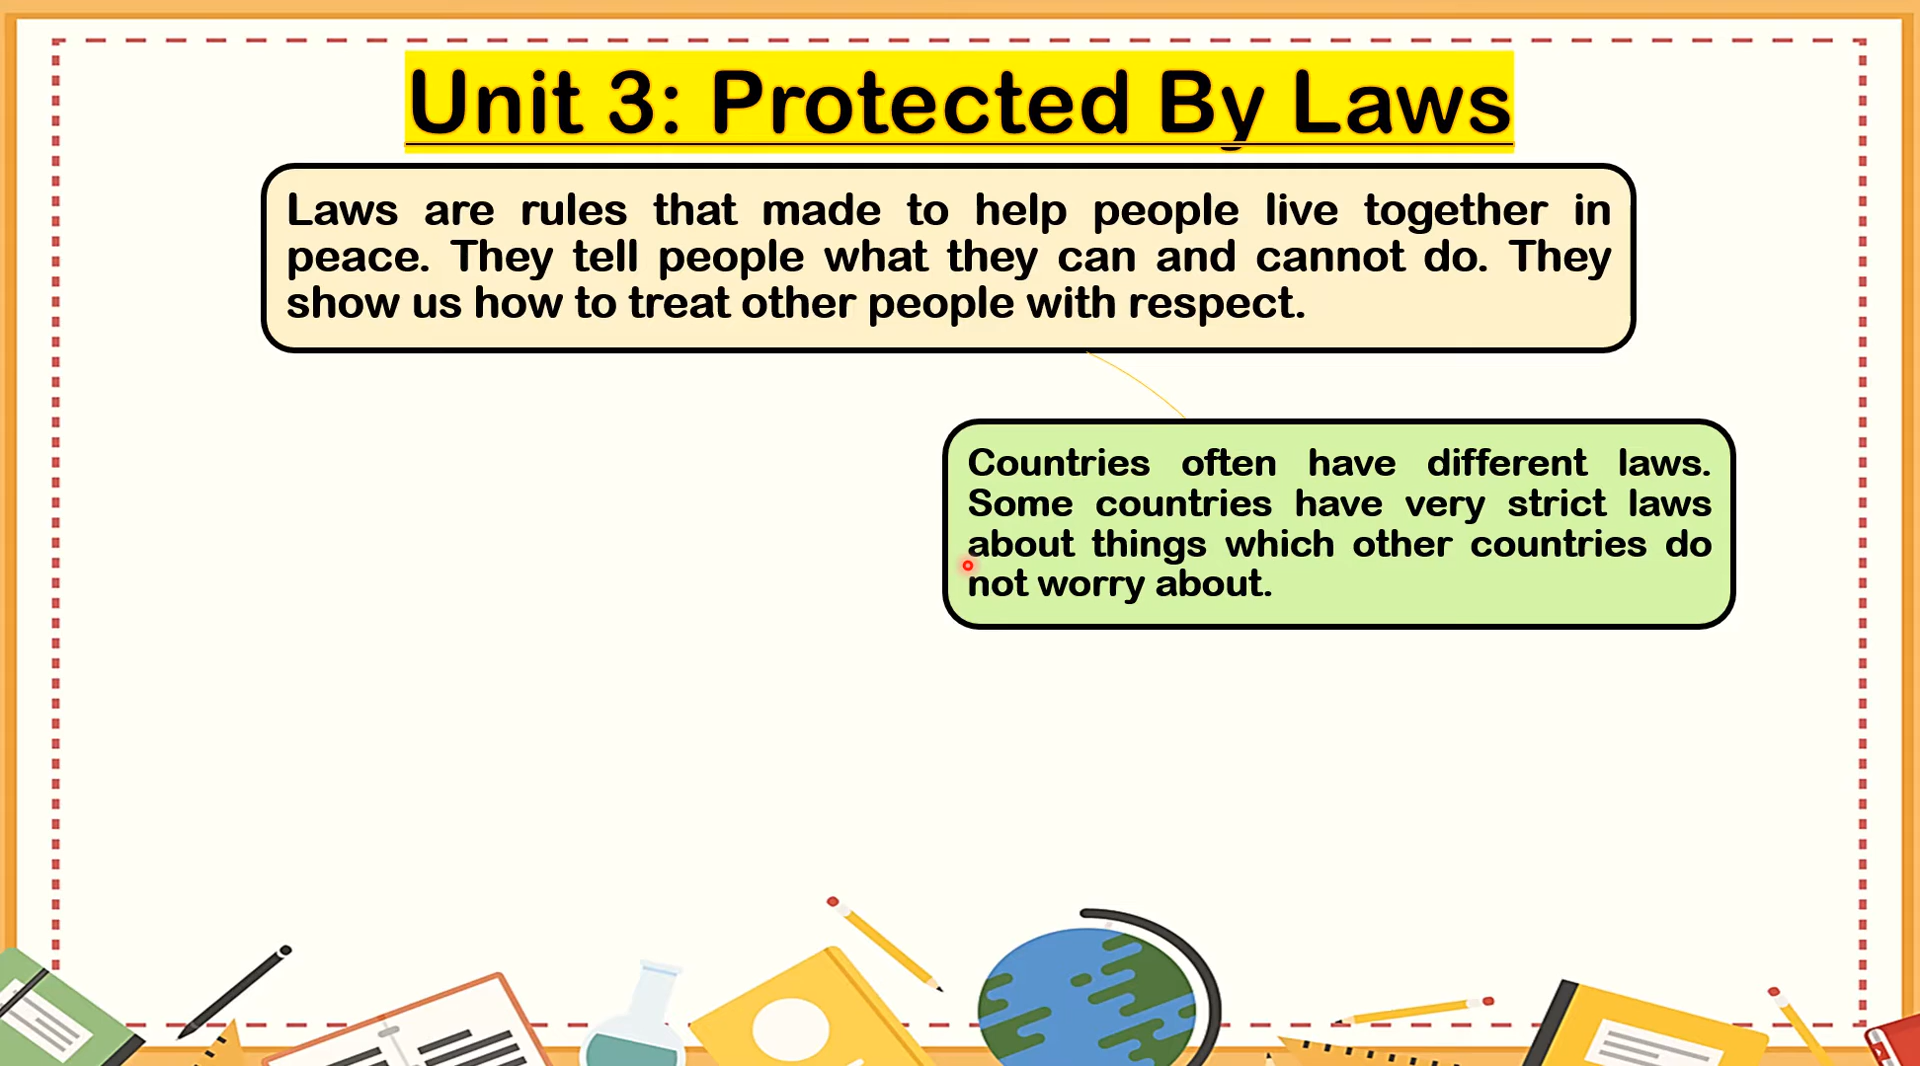 Unit 3: Protected By Laws
Laws are rules that made to help people live together in
peace. They tell people what they can and cannot do. They
show us how to treat other people with respect.
Countries often have different laws.
Some countries have very strict laws
about things which other countries do
not worry about.